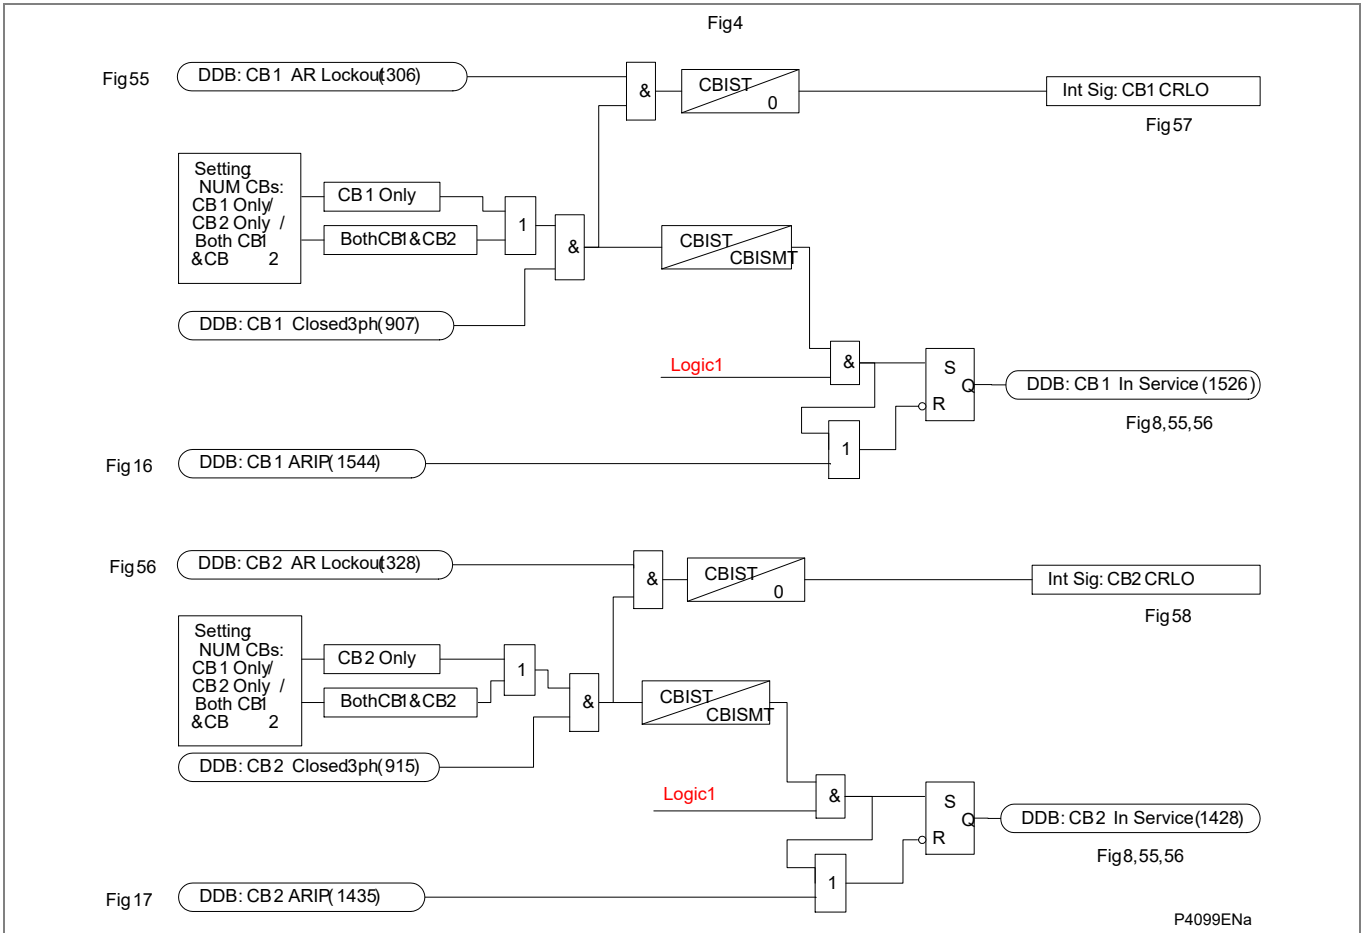 Fig4
Fig55
DDB: CB1 AR Lockout(306)
&
CBIST
0
Int Sig: CB1 CRLO
Fig57
Setting:
NUM CBs:
CB1 Only/
CB2 Only /
Both CB1
&CB 2
CB1 Only
BothCB1&CB2
1
&
CBIST
CBISMT
DDB: CB1 Closed3ph(907)
Logic1
&
S
Q
R
DDB: CB1 In Service (1526)
Fig8,55,56
1
Fig16
DDB: CB1 ARIP(1544)
Fig56
DDB: CB2 AR Lockout(328)
&
CBIST
0
Int Sig: CB2 CRLO
Fig58
Setting:
NUM CBs:
CB1 Only/
CB2 Only /
Both CB1
&CB 2
CB2 Only
BothCB1&CB2
1
&
CBIST
CBISMT
DDB: CB2 Closed3ph(915)
Logic1
&
S
Q
R
DDB: CB2 In Service(1428)
Fig8,55,56
1
Fig17
DDB: CB2 ARIP(1435)
P4099ENa